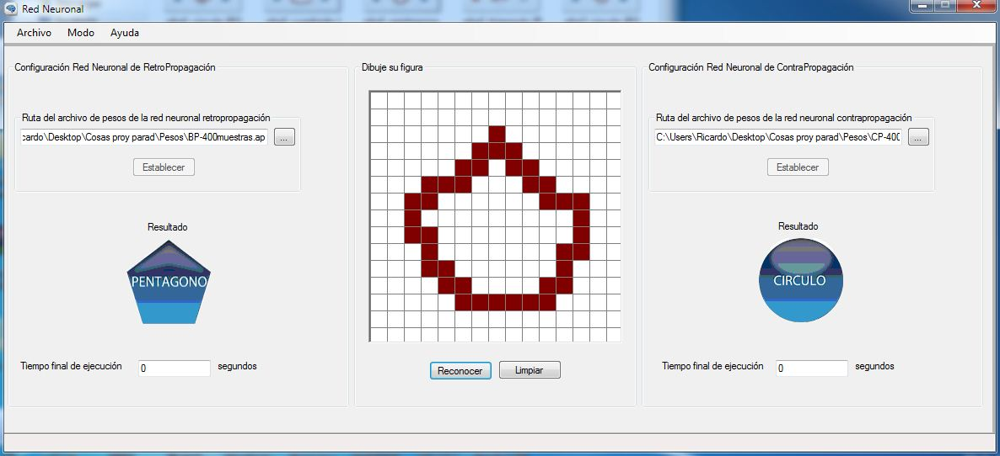 Red Neuronal
Archivo Modo Ayuda
Configuración Red Neuronal de RetroPropagación
Ruta del archivo de pesos de la red neuronal retropropagación
cardo\Desktop\Cosas proy parad\Pesos\BP-400muestras.ap ...
Establecer
Resultado
PENTAGONO
Tiempo final de ejecución 0 segundos
Dibuje su figura
Reconocer Limpiar
Configuración Red Neuronal de ContraPropagación
Ruta del archivo de pesos de la red neuronal contrapropagación
C:\Users\Ricardo\Desktop\Cosas proy parad\Pesos\CP-400 ...
Establecer
Resultado
CIRCULO
Tiempo final de ejecución 0 segundos